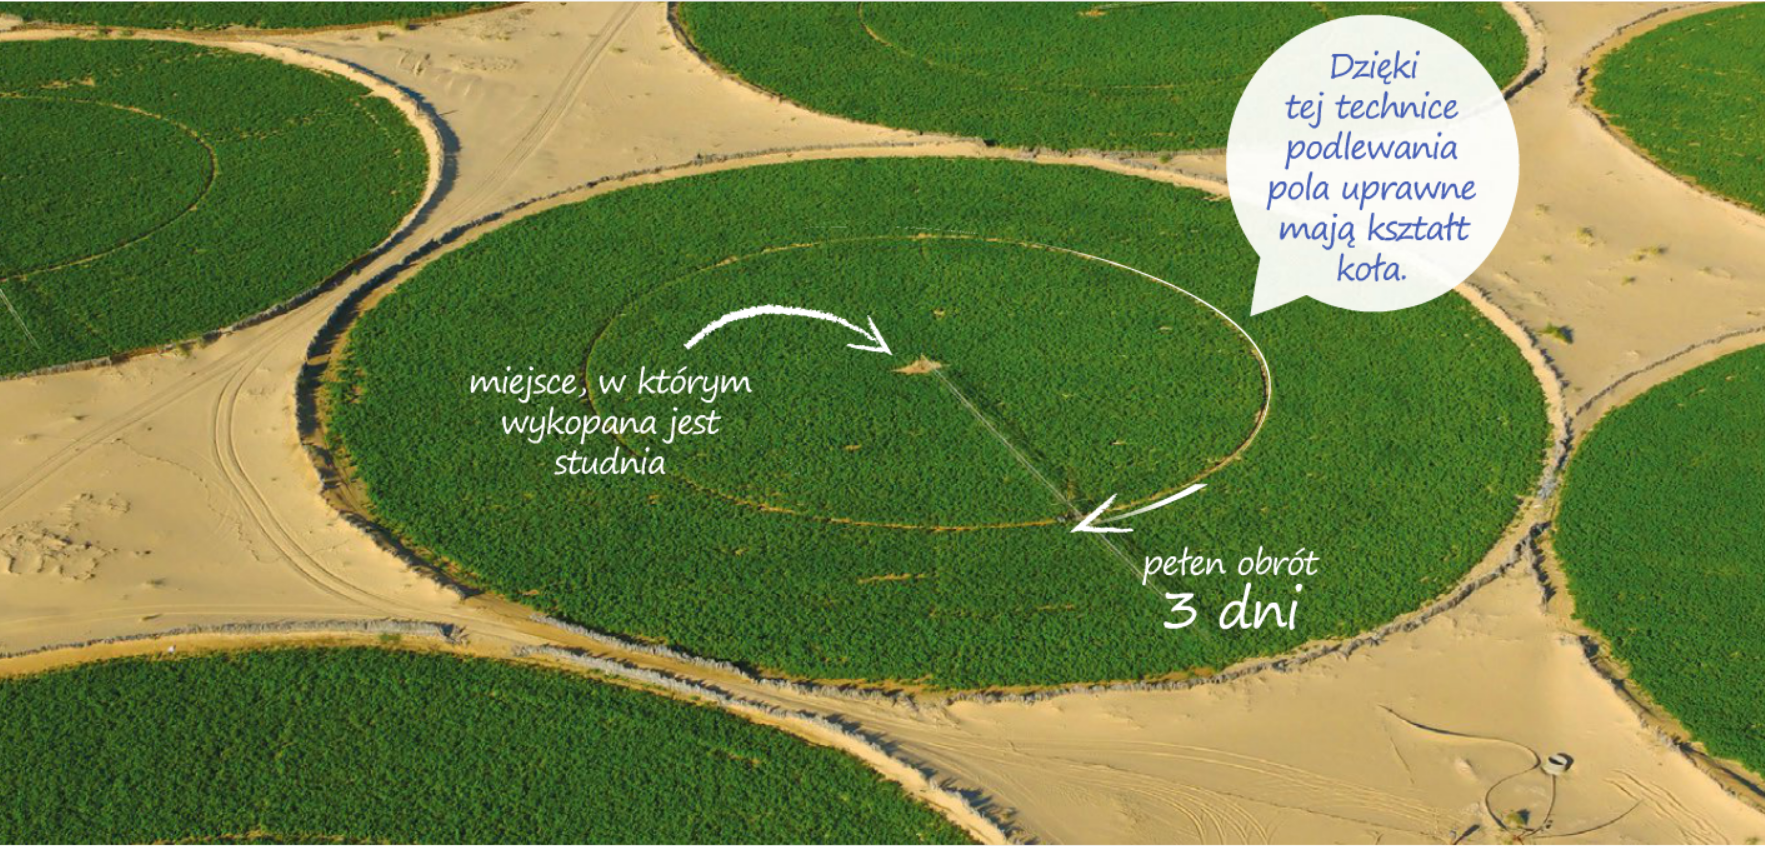 Dzięki
tej technice
podlewania
pola uprawne
mają kształt
koła.
miejsce, w którym
wykopana jest
studnia
pełen obrót
3 dni